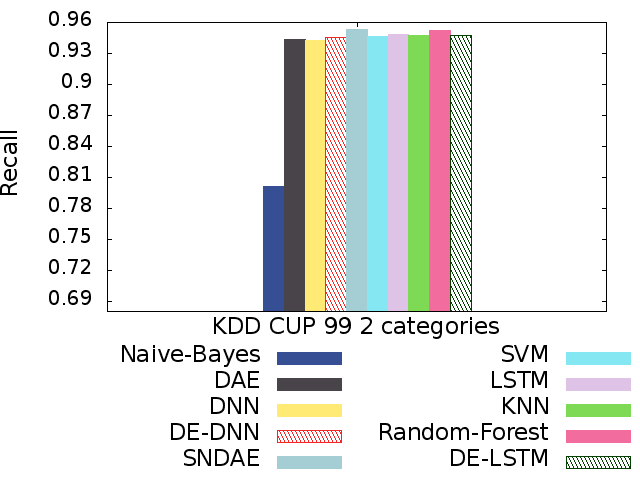 0.96
0.93
0.9
0.87
0.84
0.81
0.78
0.75
0.72
0.69
Recall
KDD CUP 99 2 categories
Naive-Bayes
DAE
DNN
DE-DNN
SNDAE
SVM
LSTM
KNN
Random-Forest
DE-LSTM